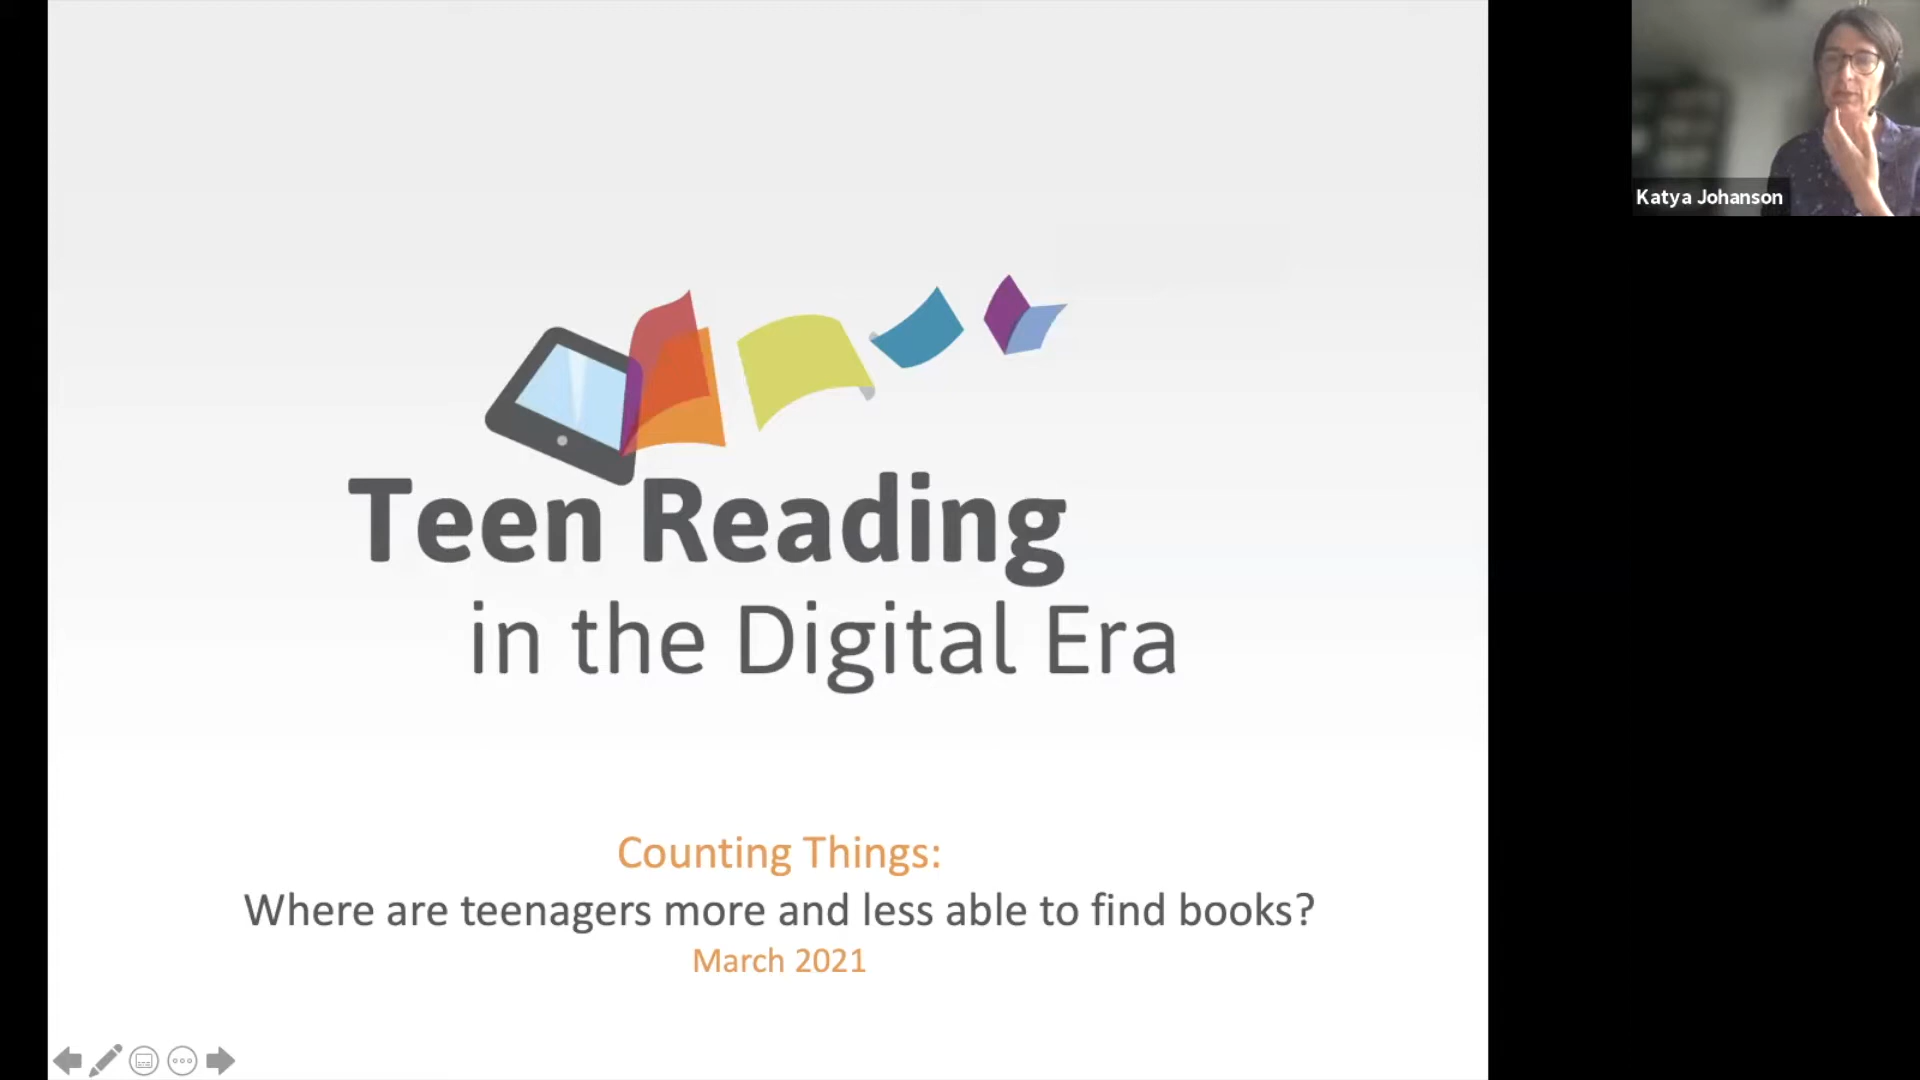 Katya Johanson
Teen Reading
in the Digital Era
Counting Things:
Where are teenagers more and less able to find books?
March 2021